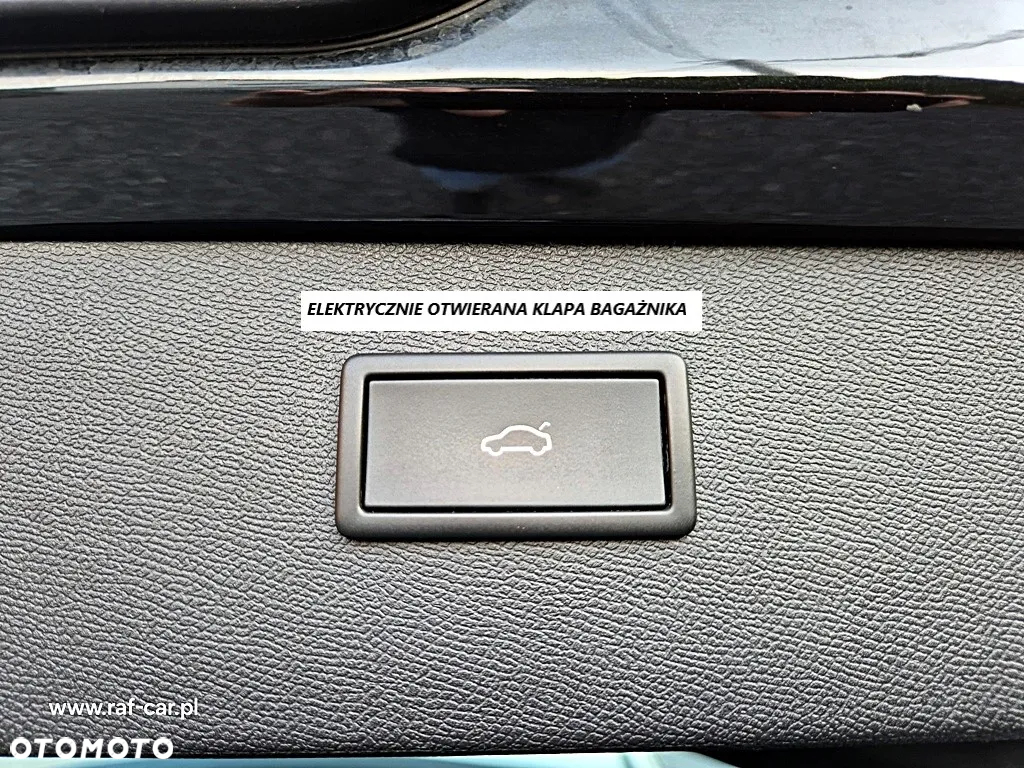 ELEKTRYCZNIE OTWIERANA KLAPA BAGAŻNIKA
www.raf-car.pl
OTOMOTO